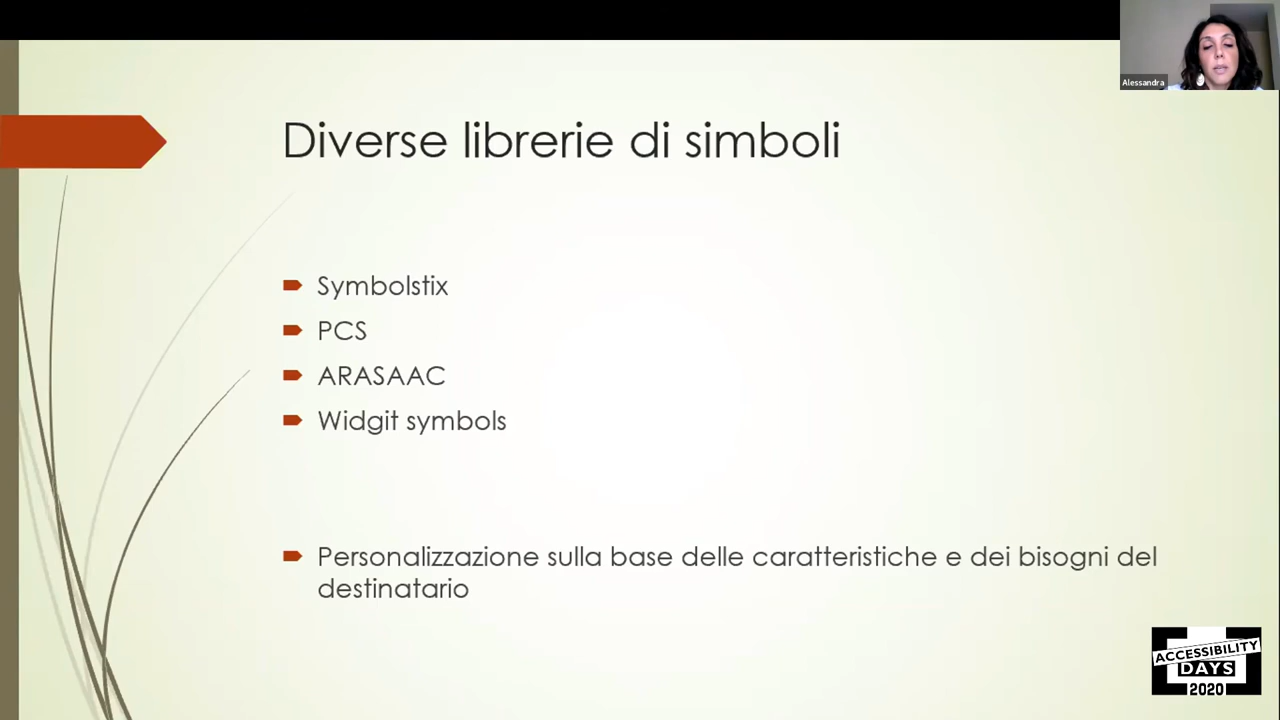 Alessandra
Diverse librerie di simboli
Symbolstix
PCS
ARASAAC
Widgit symbols
Personalizzazione sulla base delle caratteristiche e dei bisogni del
destinatario
ACCESSIBILITY
DAYS
2020